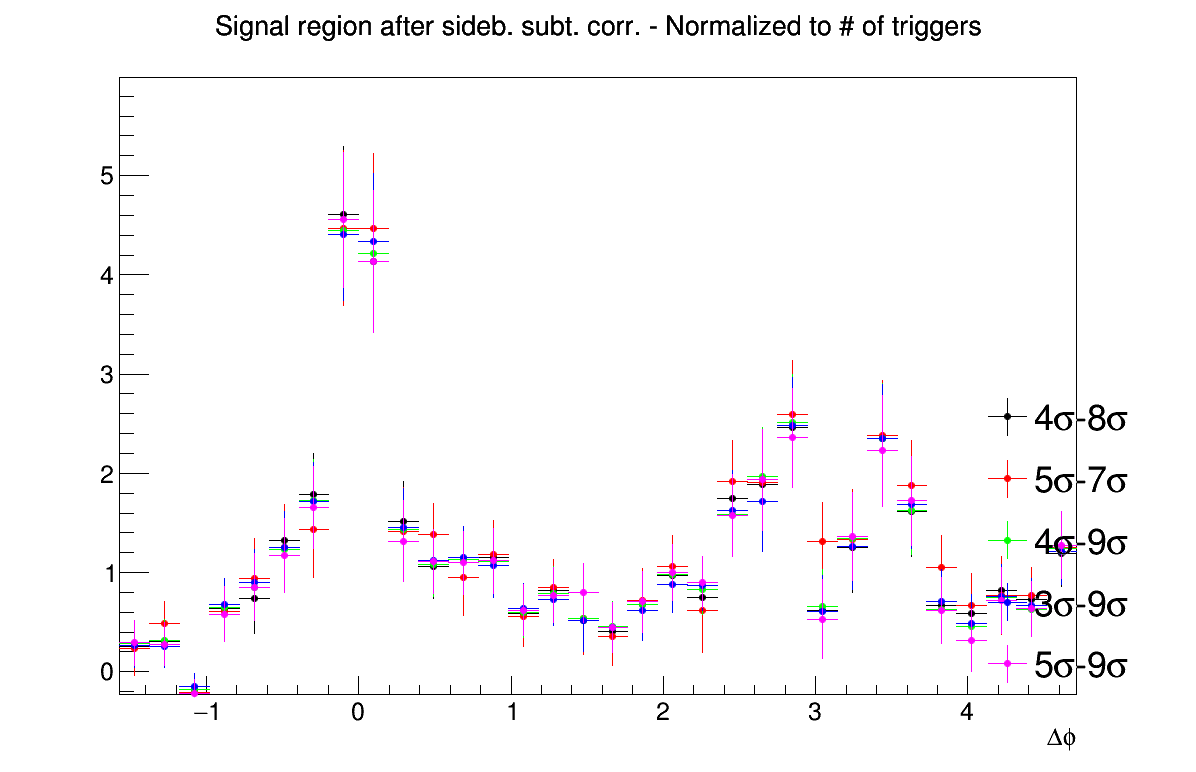 Signal region after sideb. subt. corr. - Normalized to # of triggers
5
4
3
2
1
0
4σ-8σ
5σ-7σ
4σ-9σ
3σ-9σ
5σ-9σ
−1 0 1 2 3 4
Δϕ